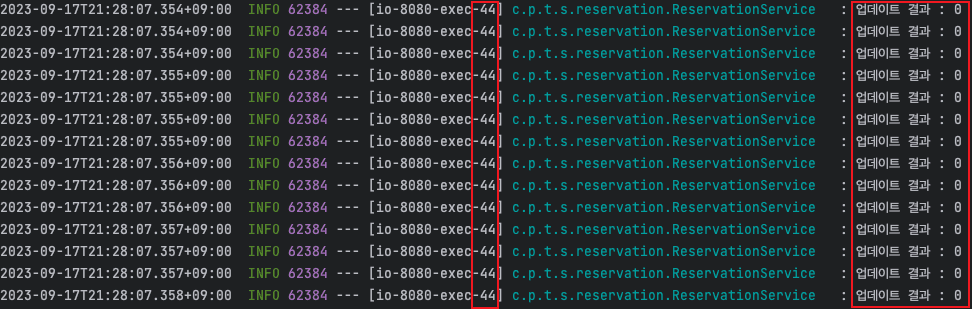 2023-09-17T21:28:07.354+09:00  INFO 62384 --- [io-8080-exec-44] c.p.t.s.reservation.ReservationService   : 업데이트 결과 : 0
2023-09-17T21:28:07.354+09:00  INFO 62384 --- [io-8080-exec-44] c.p.t.s.reservation.ReservationService   : 업데이트 결과 : 0
2023-09-17T21:28:07.354+09:00  INFO 62384 --- [io-8080-exec-44] c.p.t.s.reservation.ReservationService   : 업데이트 결과 : 0
2023-09-17T21:28:07.355+09:00  INFO 62384 --- [io-8080-exec-44] c.p.t.s.reservation.ReservationService   : 업데이트 결과 : 0
2023-09-17T21:28:07.355+09:00  INFO 62384 --- [io-8080-exec-44] c.p.t.s.reservation.ReservationService   : 업데이트 결과 : 0
2023-09-17T21:28:07.355+09:00  INFO 62384 --- [io-8080-exec-44] c.p.t.s.reservation.ReservationService   : 업데이트 결과 : 0
2023-09-17T21:28:07.355+09:00  INFO 62384 --- [io-8080-exec-44] c.p.t.s.reservation.ReservationService   : 업데이트 결과 : 0
2023-09-17T21:28:07.356+09:00  INFO 62384 --- [io-8080-exec-44] c.p.t.s.reservation.ReservationService   : 업데이트 결과 : 0
2023-09-17T21:28:07.356+09:00  INFO 62384 --- [io-8080-exec-44] c.p.t.s.reservation.ReservationService   : 업데이트 결과 : 0
2023-09-17T21:28:07.356+09:00  INFO 62384 --- [io-8080-exec-44] c.p.t.s.reservation.ReservationService   : 업데이트 결과 : 0
2023-09-17T21:28:07.357+09:00  INFO 62384 --- [io-8080-exec-44] c.p.t.s.reservation.ReservationService   : 업데이트 결과 : 0
2023-09-17T21:28:07.357+09:00  INFO 62384 --- [io-8080-exec-44] c.p.t.s.reservation.ReservationService   : 업데이트 결과 : 0
2023-09-17T21:28:07.357+09:00  INFO 62384 --- [io-8080-exec-44] c.p.t.s.reservation.ReservationService   : 업데이트 결과 : 0
2023-09-17T21:28:07.358+09:00  INFO 62384 --- [io-8080-exec-44] c.p.t.s.reservation.ReservationService   : 업데이트 결과 : 0